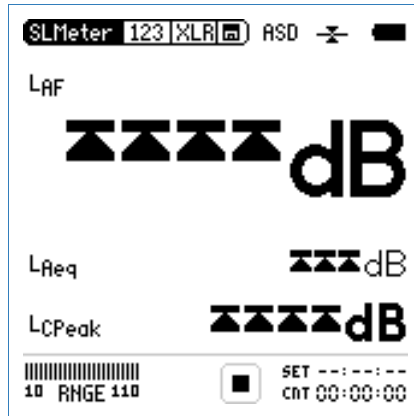 SLMeter 123 XLR ASD
LAF
dB
LAeq dB
LCPeak dB
SET --:--:--
10 RNGE 110 CNT 00:00:00